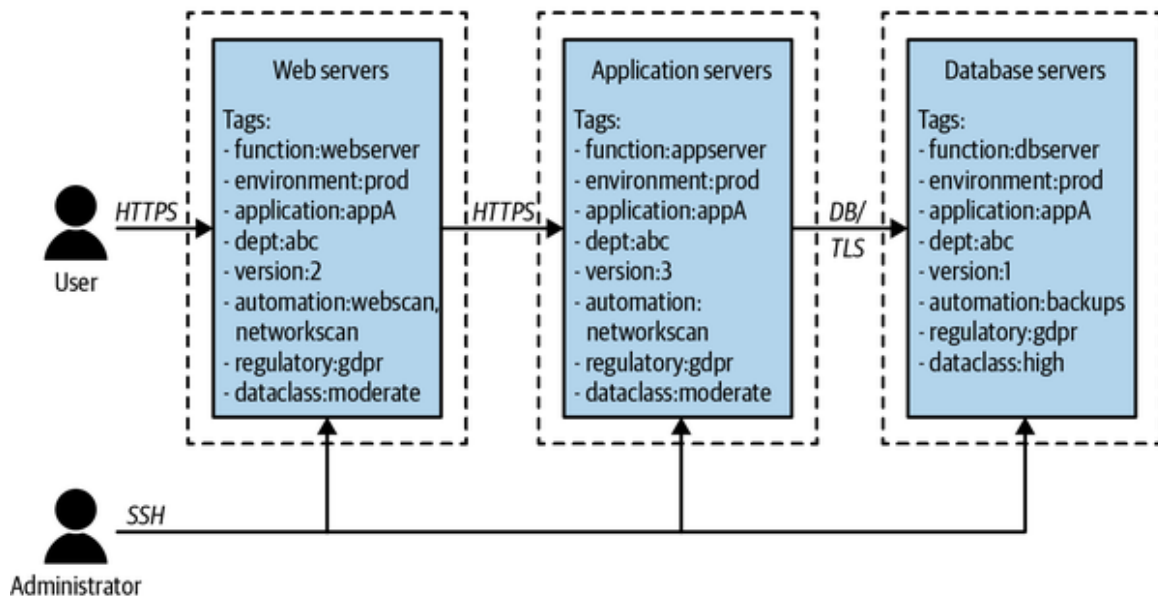 Web servers
Tags:
- function:webserver
- environment:prod
- application:appA
- dept:abc
- version:2
- automation:webscan,
networkscan
- regulatory:gdpr
- dataclass:moderate
Application servers
Tags:
- function:appserver
- environment:prod
- application:appA
- dept:abc
- version:3
- automation:
networkscan
- regulatory:gdpr
- dataclass:moderate
Database servers
Tags:
- function:dbserver
- environment:prod
- application:appA
- dept:abc
- version:1
- automation:backups
- regulatory:gdpr
- dataclass:high
HTTPS
User
HTTPS
DB/
TLS
SSH
Administrator